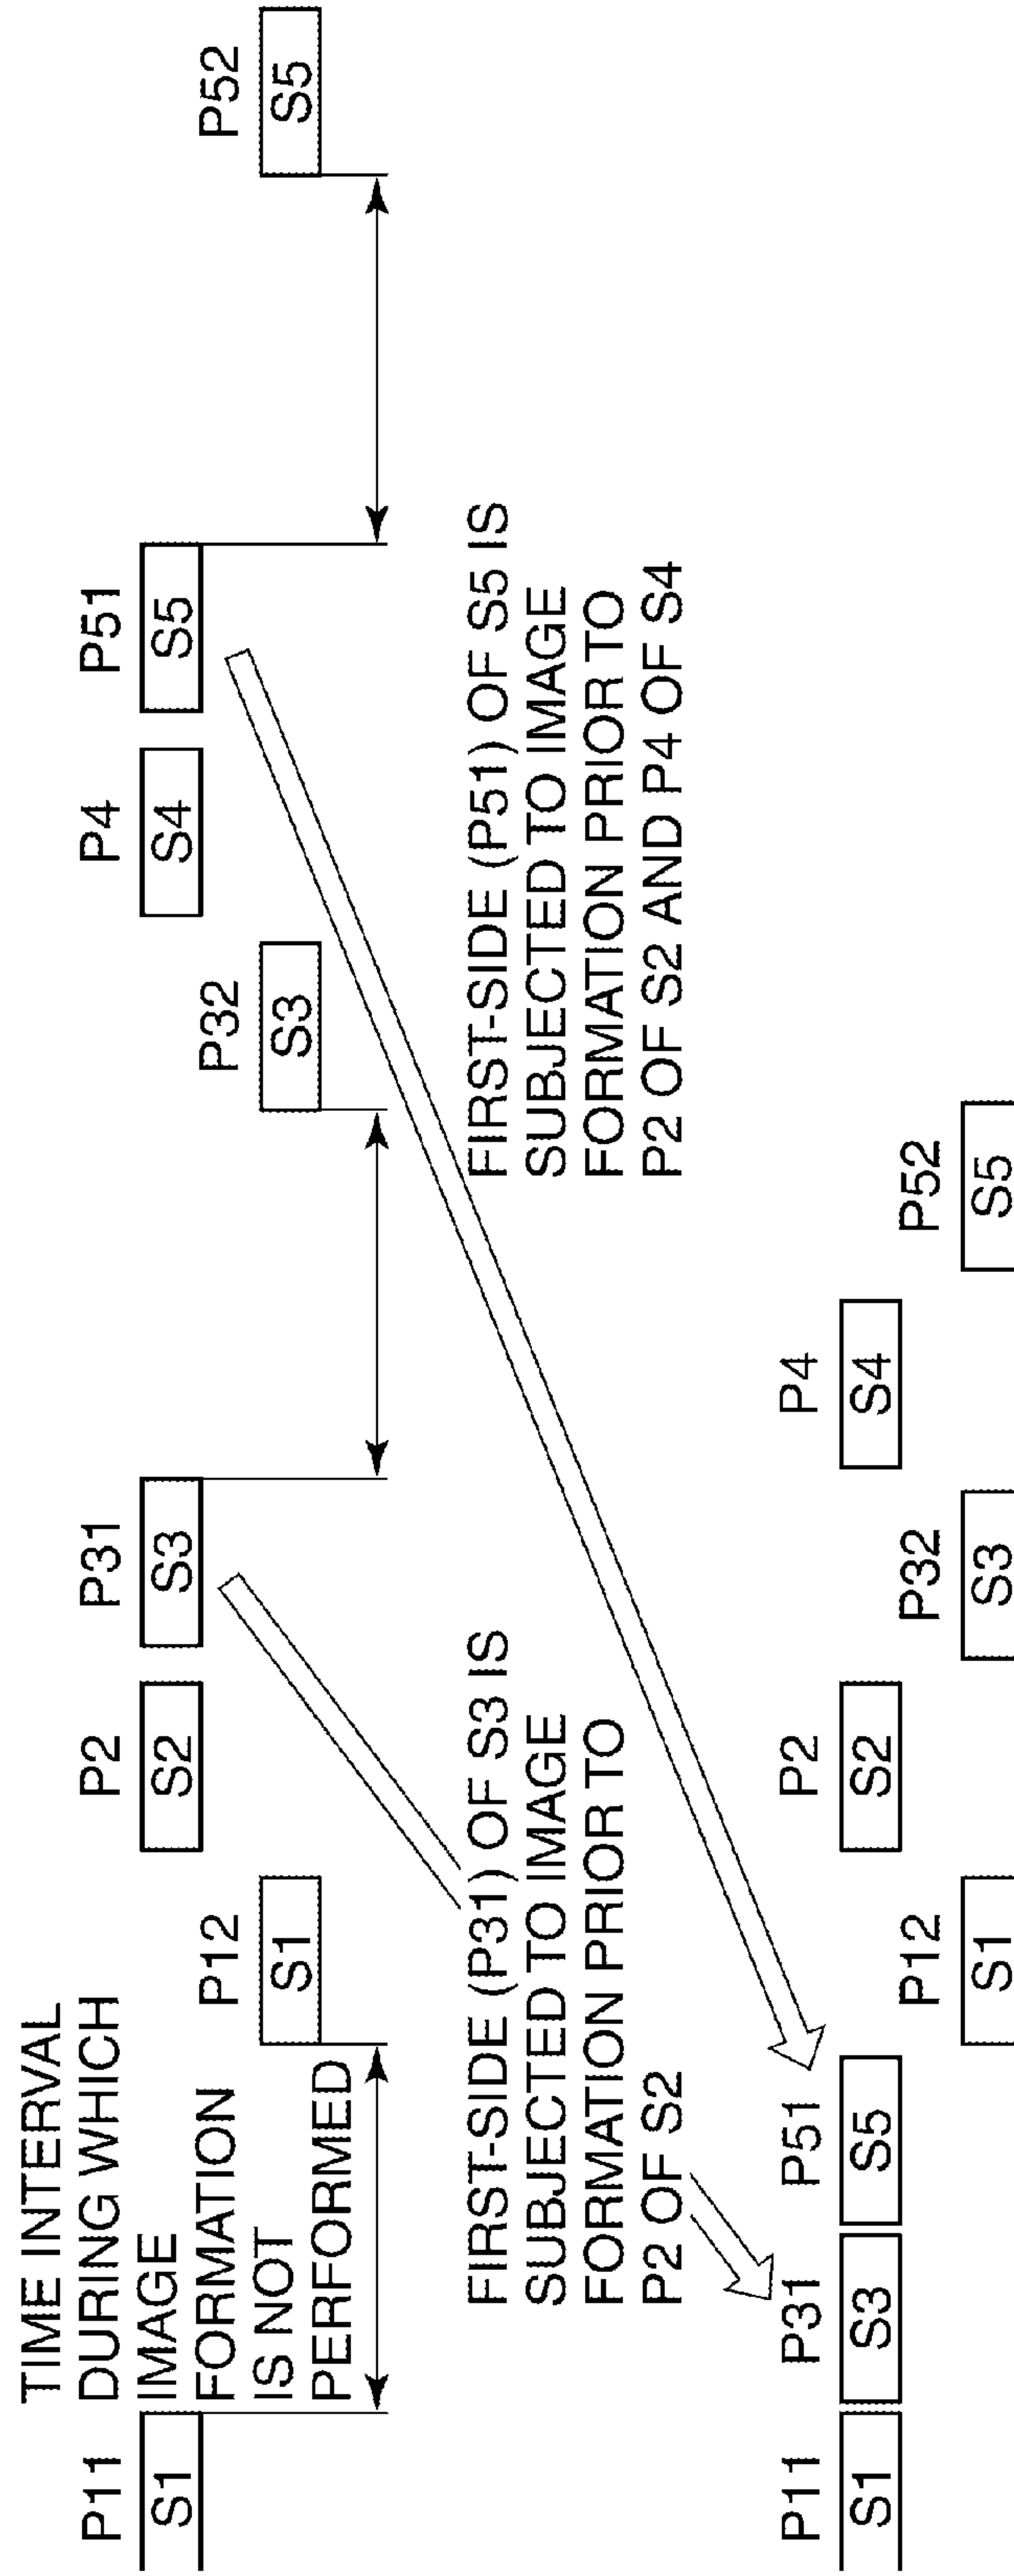 TIME INTERVAL
DURING WHICH
IMAGE
FORMATION
IS NOT
PERFORMED
P11
S1
P12
S1
P2
S2
P31
S3
P32
S3
P4
S4
P51
S5
P52
S5
FIRST-SIDE (P31) OF S3 IS
SUBJECTED TO IMAGE
FORMATION PRIOR TO
P2 OF S2
FIRST-SIDE (P51) OF S5 IS
SUBJECTED TO IMAGE
FORMATION PRIOR TO
P2 OF S2 AND P4 OF S4
P11
S1
P31
S3
P51
S5
P12
S1
P2
S2
P32
S3
P4
S4
P52
S5